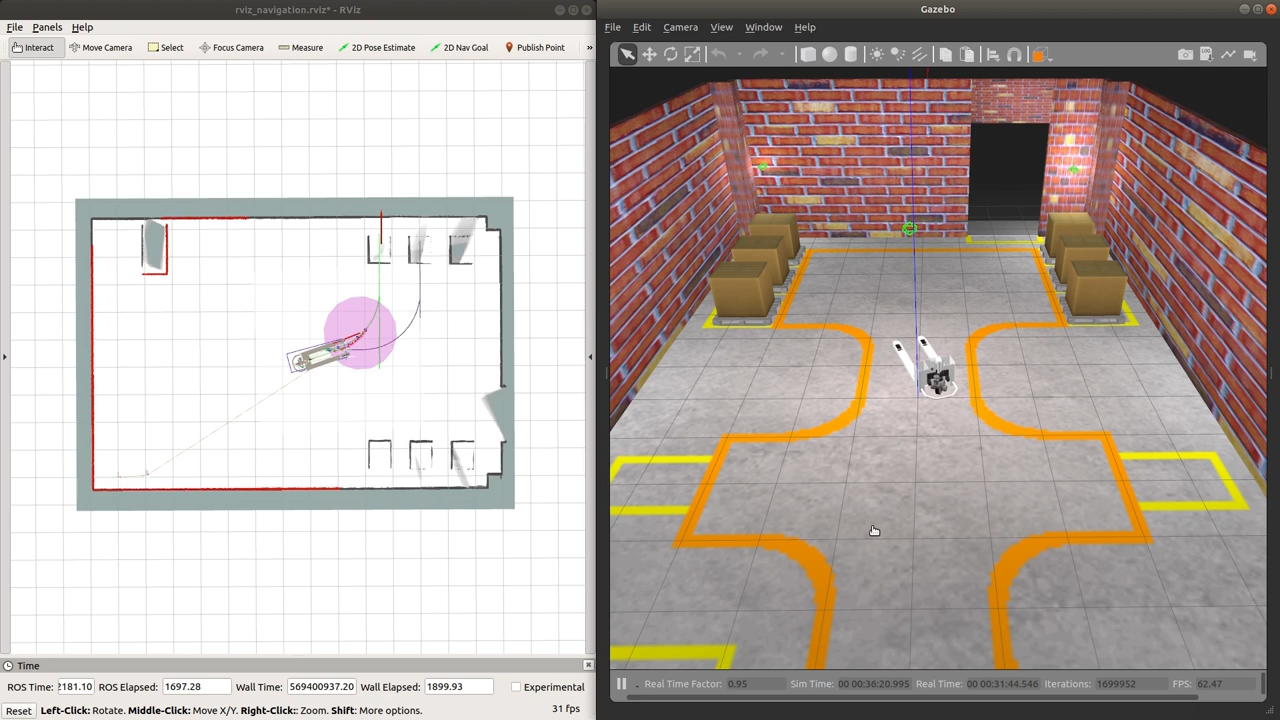 rviz_navigation.rviz* - RViz
File Panels Help
Interact Move Camera Select Focus Camera Measure 2D Pose Estimate 2D Nav Goal Publish Point »
Time
ROS Time: 2181.10 ROS Elapsed: 1697.28 Wall Time: 569400937.20 Wall Elapsed: 1899.93 Experimental
Reset Left-Click: Rotate. Middle-Click: Move X/Y. Right-Click:: Zoom. Shift: More options. 31 fps
Gazebo
File Edit Camera View Window Help
Real Time Factor: 0.95 Sim Time: 00 00:36:20.995 Real Time: 00 00:31:44.546 Iterations: 1699952 FPS: 62.47